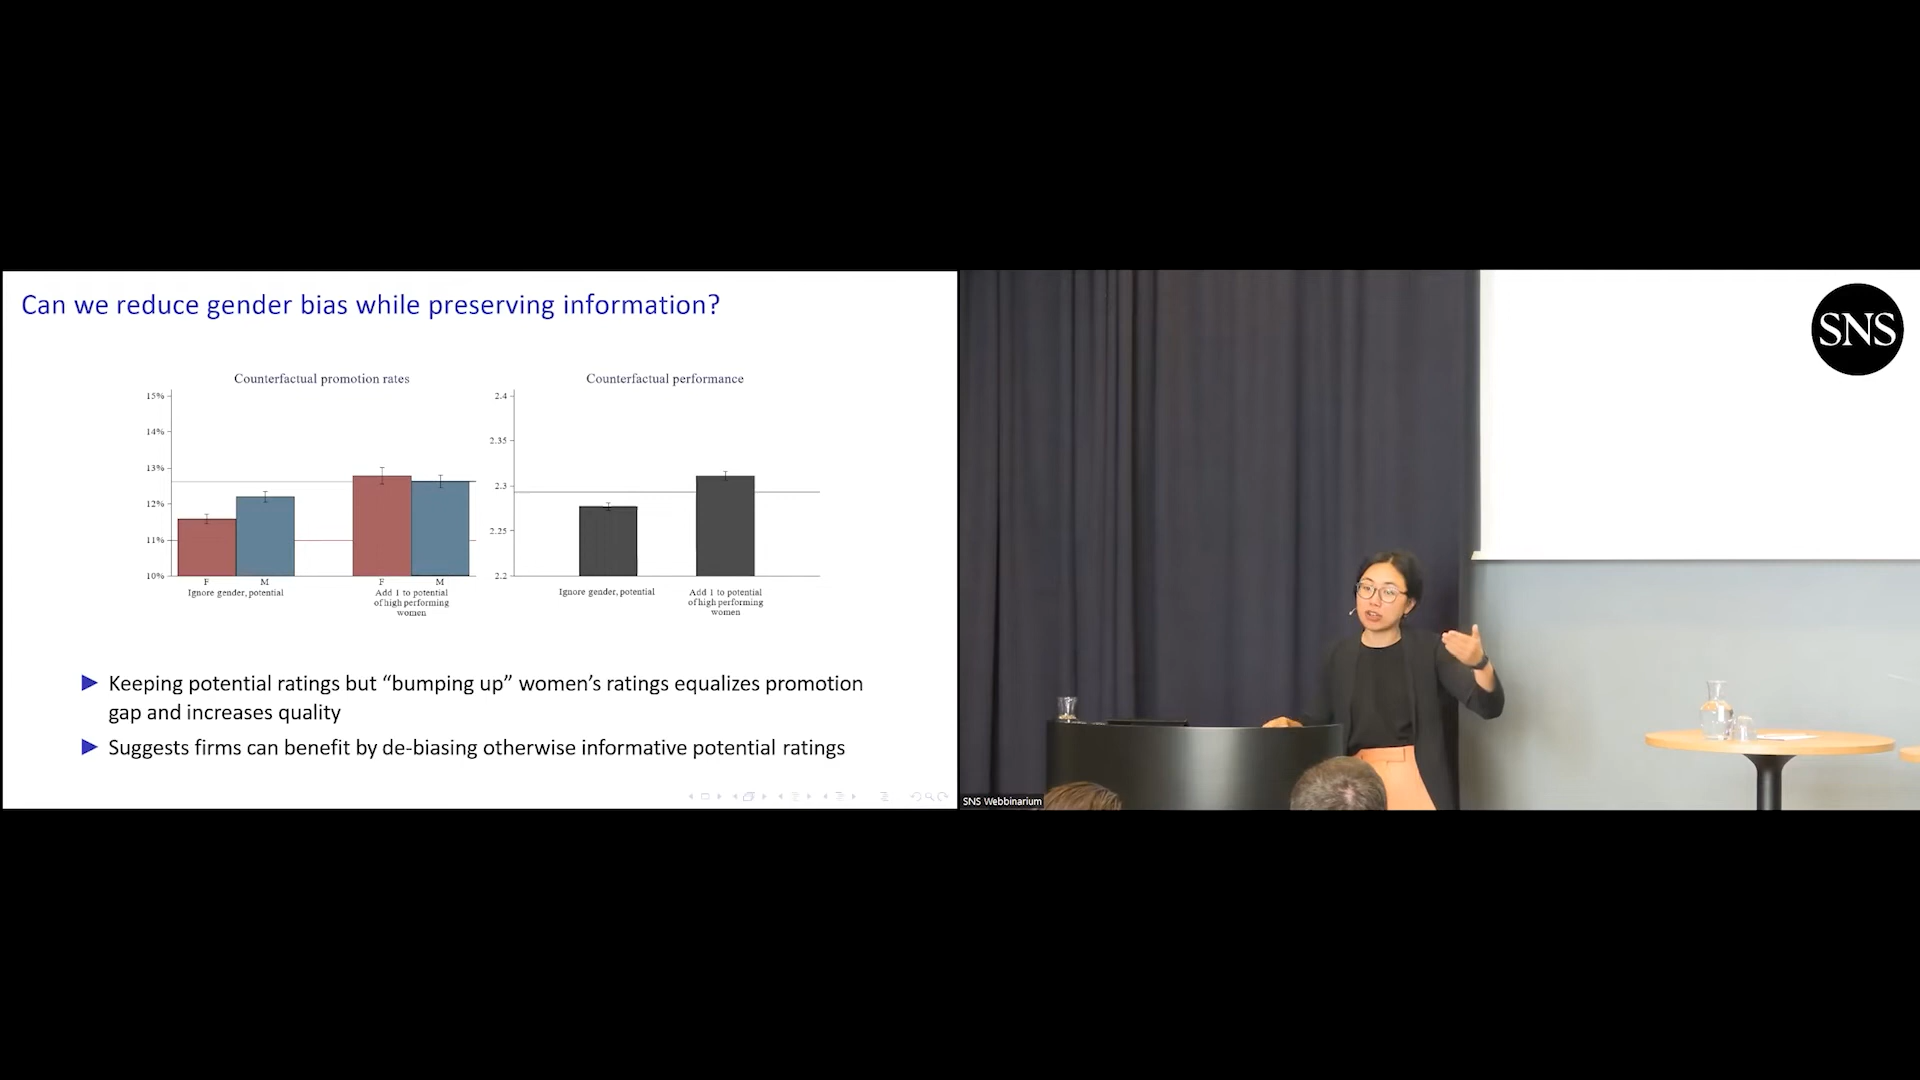 Can we reduce gender bias while preserving information?
Counterfactual promotion rates
15%
14%
13%
12%
11%
10%
F
M
F
M
Ignore gender, potential
Add 1 to potential
of high performing
women
Counterfactual performance
2.4
2.35
2.3
2.25
2.2
Ignore gender, potential
Add 1 to potential
of high performing
women
▶ Keeping potential ratings but “bumping up” women’s ratings equalizes promotion
gap and increases quality
▶ Suggests firms can benefit by de-biasing otherwise informative potential ratings
SNS
SNS Webbinarium